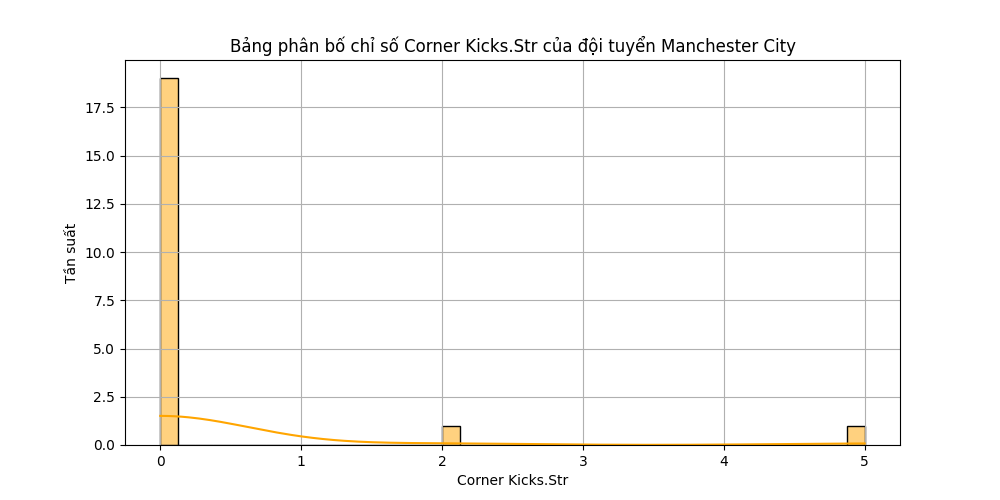 Bảng phân bố chỉ số Corner Kicks.Str của đội tuyển Manchester City
17.5
15.0
12.5
10.0
7.5
5.0
2.5
0.0
Tần suất
0 1 2 3 4 5
Corner Kicks.Str